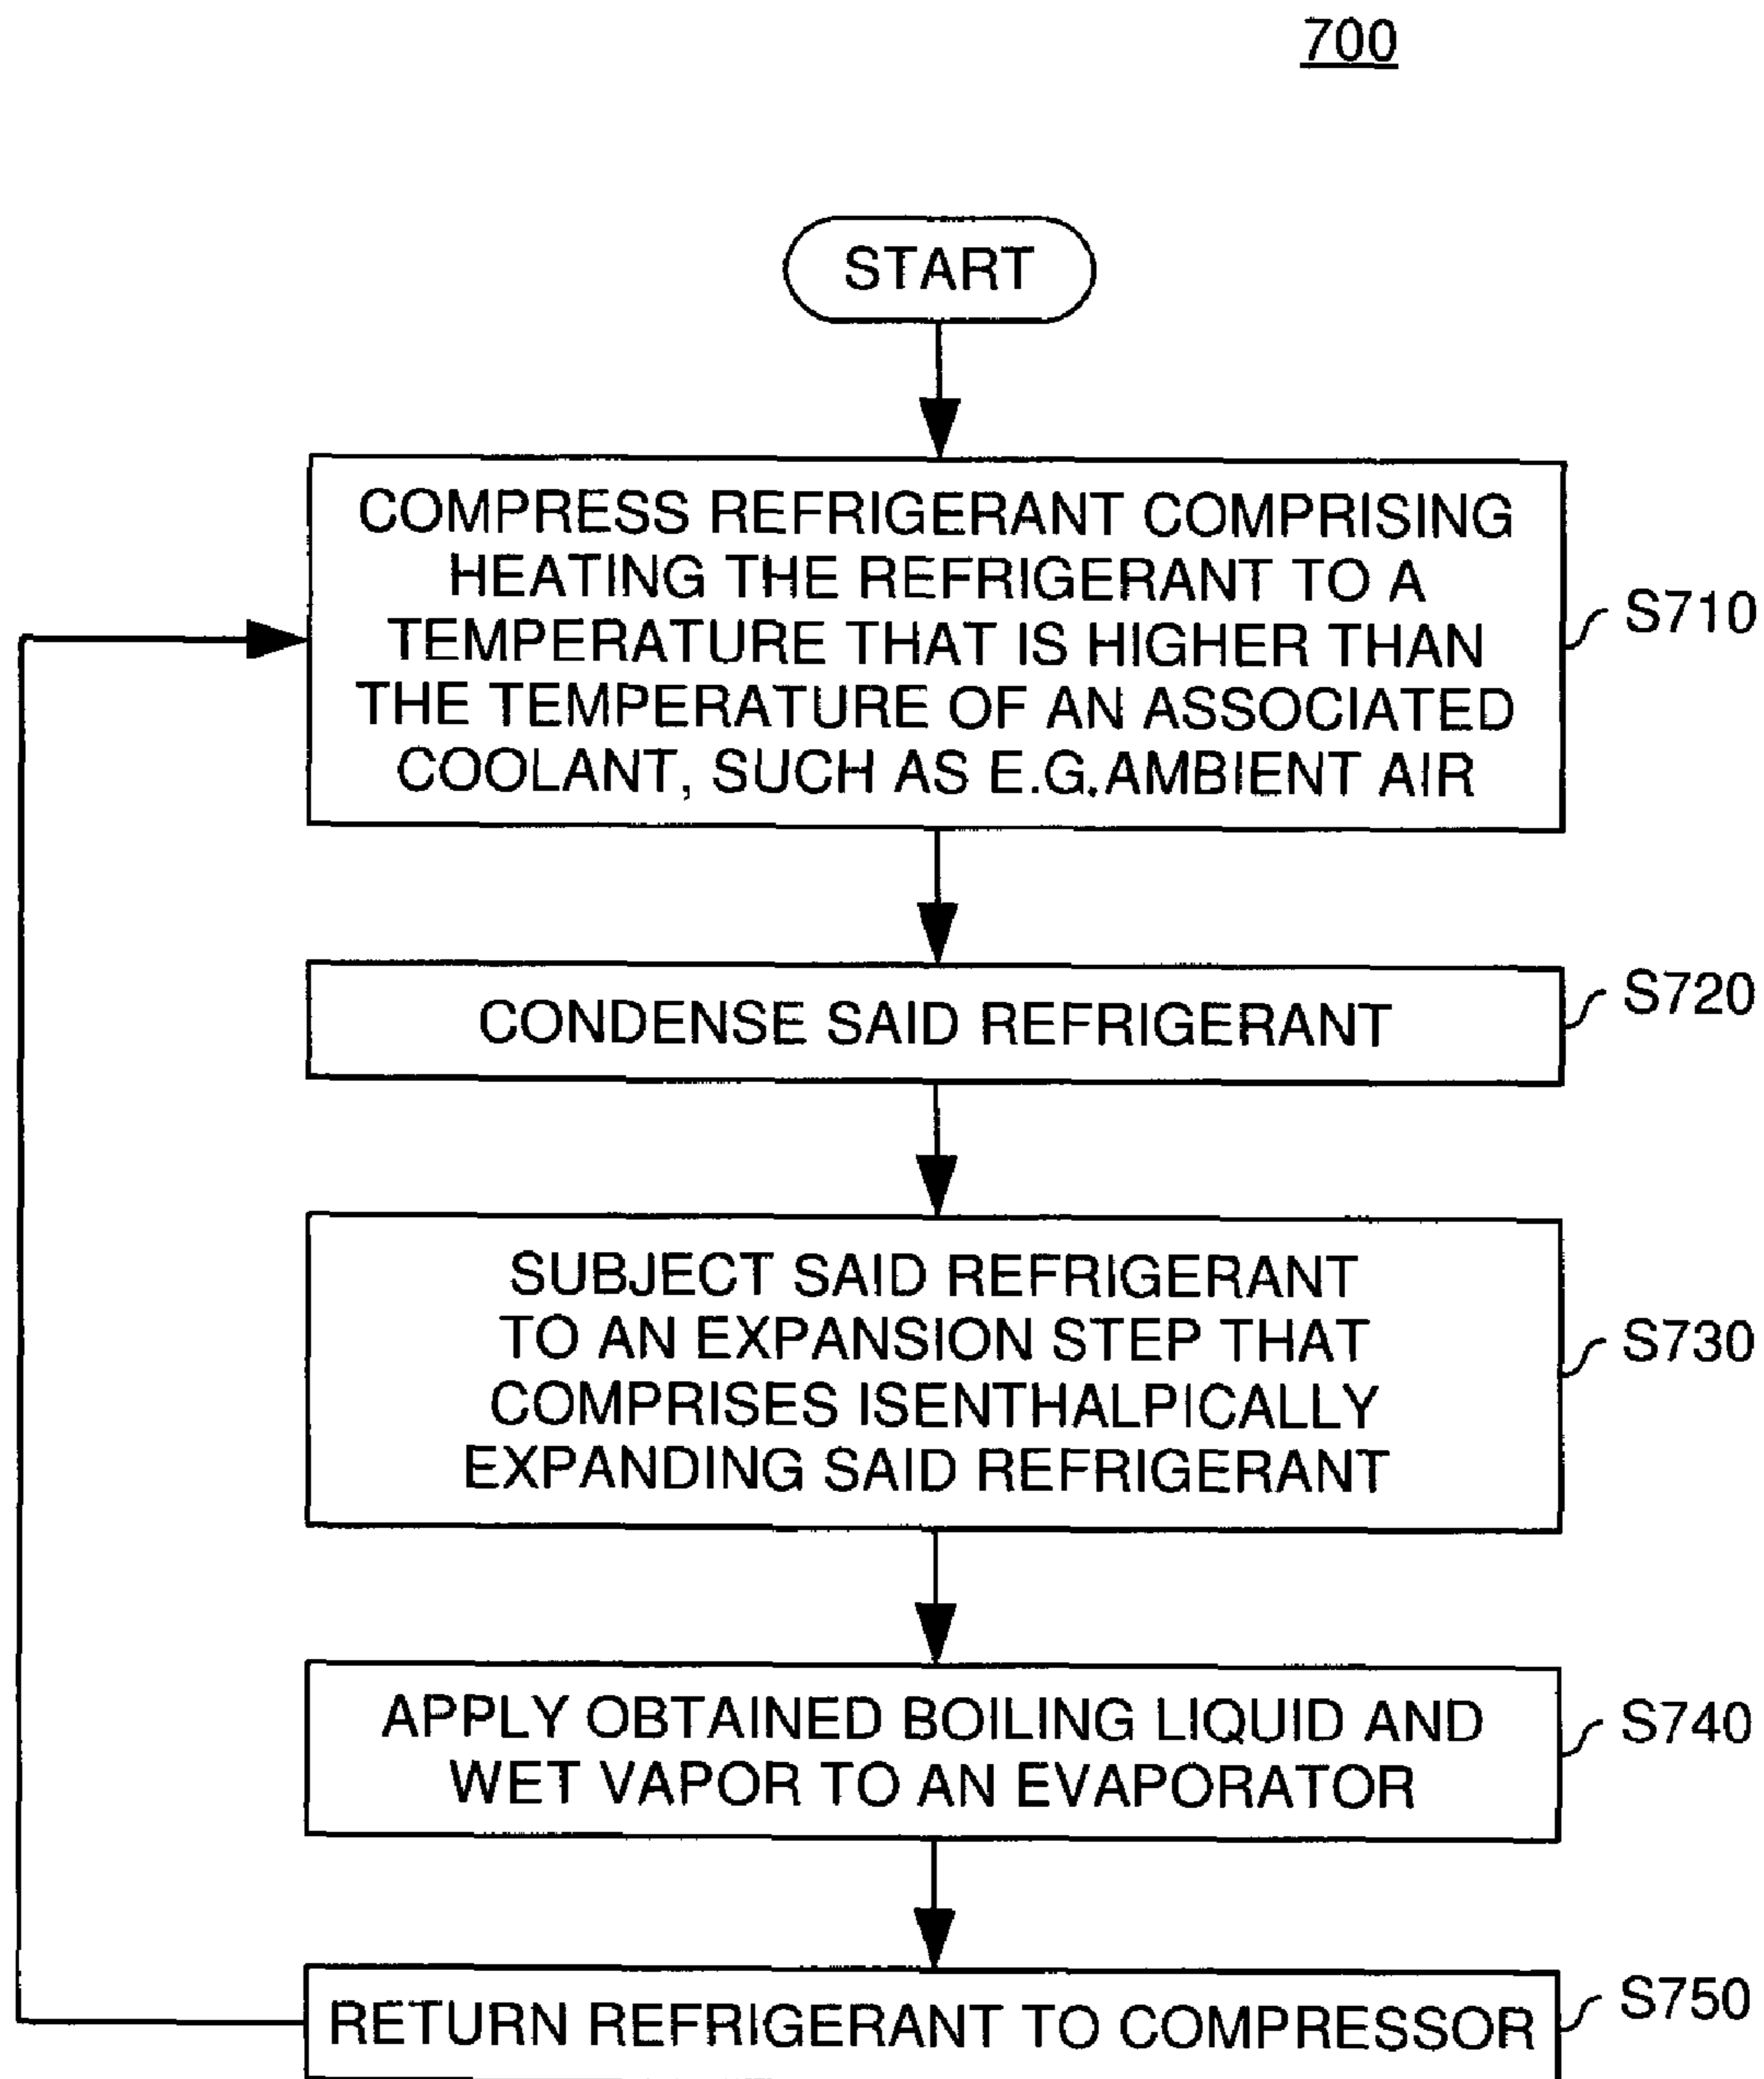 700
START
COMPRESS REFRIGERANT COMPRISING
HEATING THE REFRIGERANT TO A
TEMPERATURE THAT IS HIGHER THAN
THE TEMPERATURE OF AN ASSOCIATED
COOLANT, SUCH AS E.G.AMBIENT AIR
S710
CONDENSE SAID REFRIGERANT
S720
SUBJECT SAID REFRIGERANT
TO AN EXPANSION STEP THAT
COMPRISES ISENTHALPICALLY
EXPANDING SAID REFRIGERANT
S730
APPLY OBTAINED BOILING LIQUID AND
WET VAPOR TO AN EVAPORATOR
S740
RETURN REFRIGERANT TO COMPRESSOR
S750